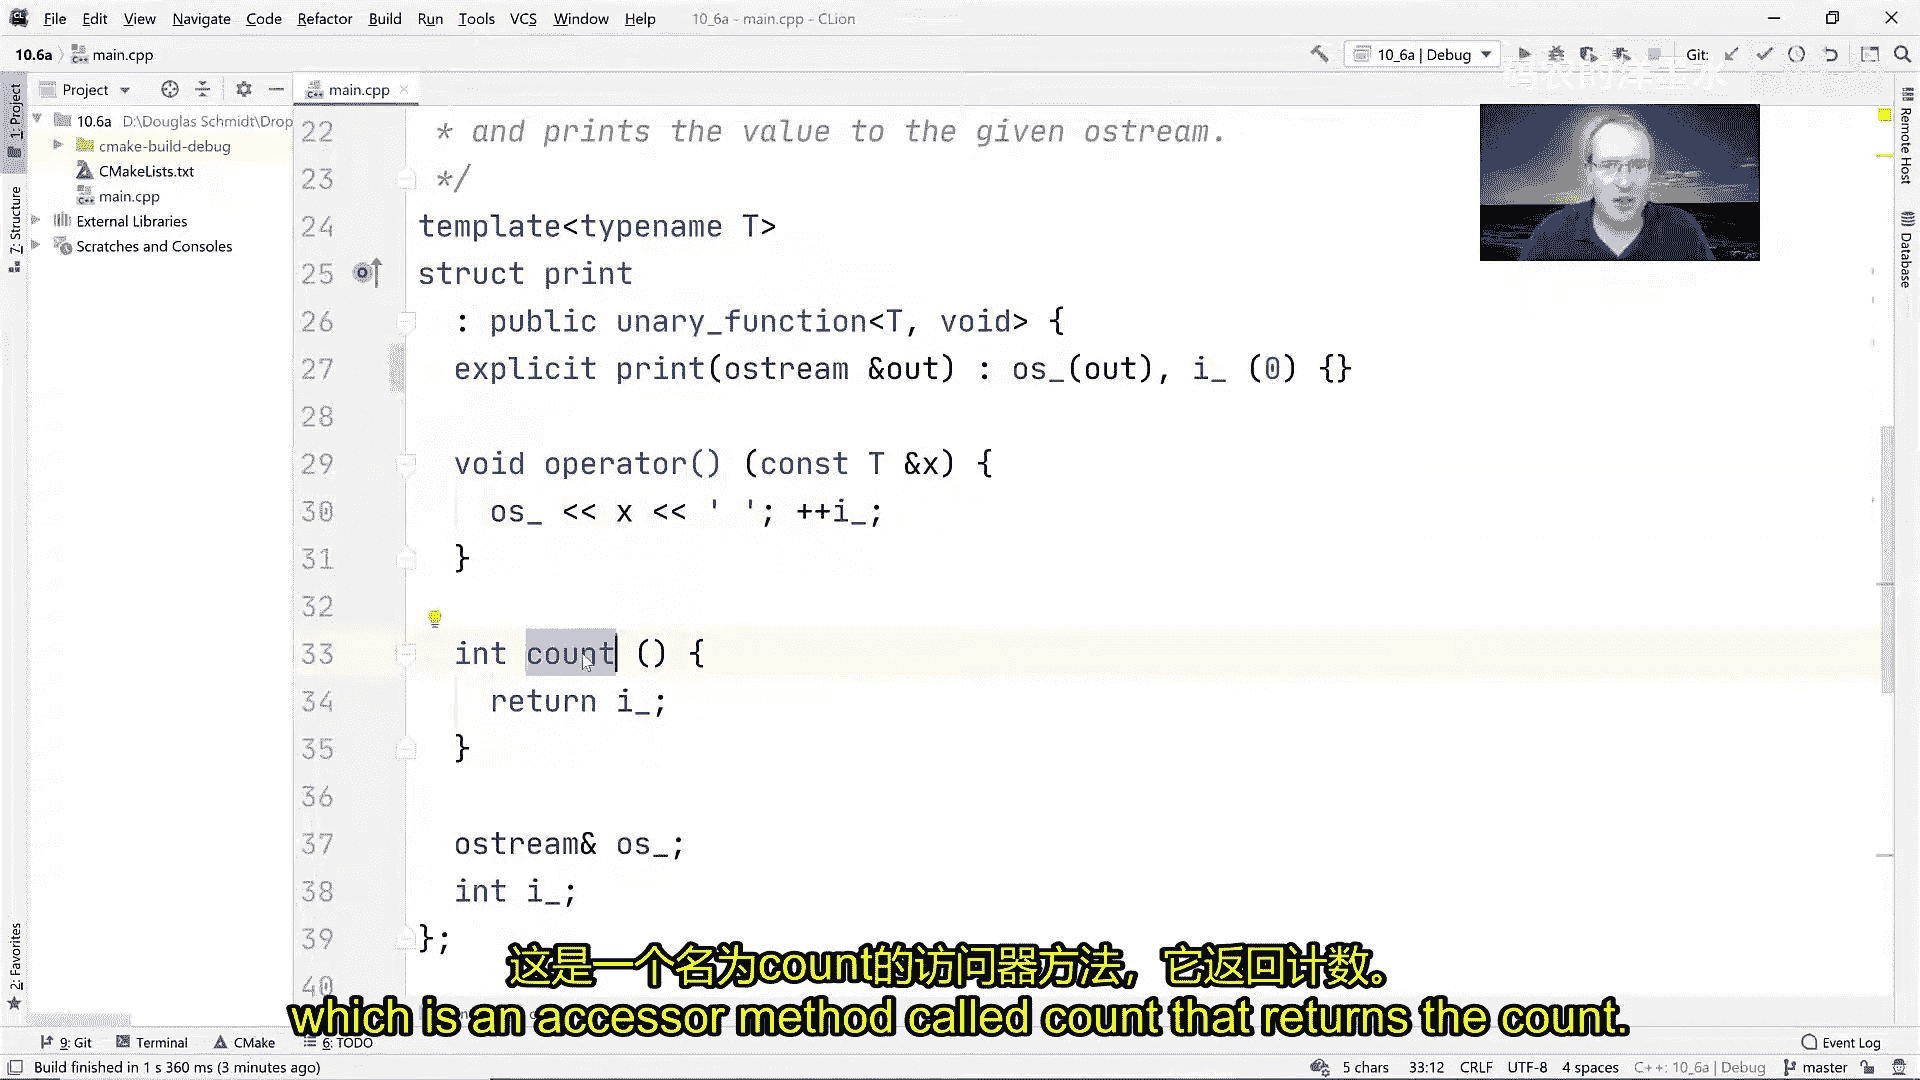 File Edit View Navigate Code Refactor Build Run Tools VCS Window Help 10_6a - main.cpp - CLion
10.6a main.cpp 10_6a | Debug Git:
码农的洋墨水
Project main.cpp
1: Project
7: Structure
2: Favorites
Remote Host
Database
10.6a D:\Douglas Schmidt\Drop
cmake-build-debug
CMakeLists.txt
main.cpp
External Libraries
Scratches and Consoles
22 * and prints the value to the given ostream.
23 */
24 template<typename T>
25 struct print
26 : public unary_function<T, void> {
27 explicit print(ostream &out) : os_(out), i_ (0) {}
28
29 void operator() (const T &x) {
30 os_ << x << ' '; ++i_;
31 }
32
33 int count () {
34 return i_;
35 }
36
37 ostream& os_;
38 int i_;
39 };
40
这是一个名为count的访问器方法，它返回计数。
which is an accessor method called count that returns the count.
9: Git Terminal CMake 6: TODO Event Log
Build finished in 1 s 360 ms (3 minutes ago) 5 chars 33:12 CRLF UTF-8 4 spaces C++: 10_6a | Debug master